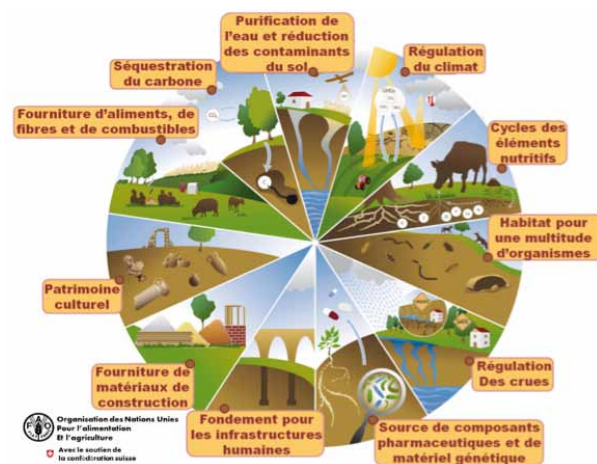 Purification de
l'eau et réduction
des contaminants
du sol
Régulation
du climat
Séquestration
du carbone
Fourniture d'aliments, de
fibres et de combustibles
Cycles des
éléments
nutritifs
Habitat pour
une multitude
d'organismes
Patrimoine
culturel
Régulation
Des crues
Fourniture de
matériaux de
construction
Fondement pour
les infrastructures
humaines
Source de composants
pharmaceutiques et de
matériel génétique
Organisation des Nations Unies
Pour l'alimentation
Et l'agriculture
Avec le soutien de
la confédération suisse